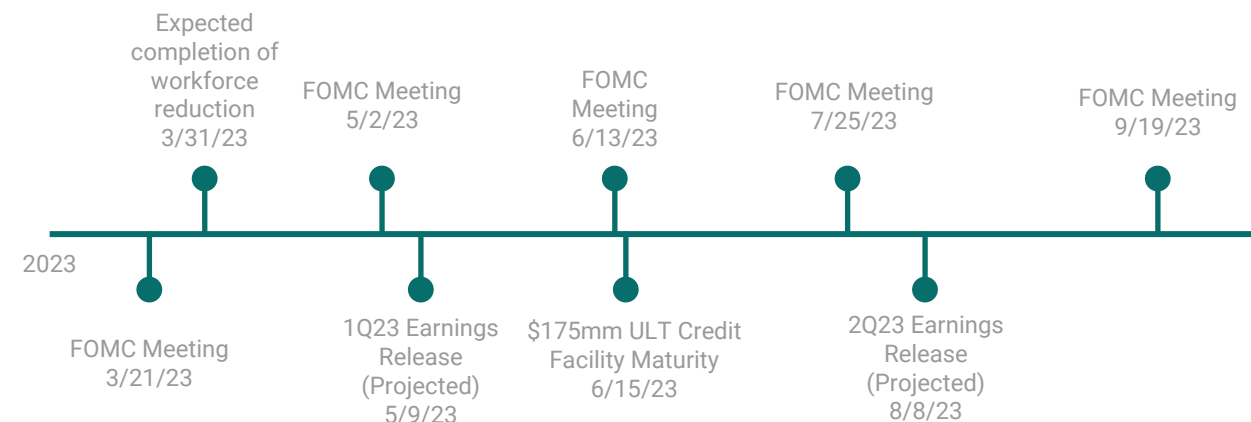 Expected
completion of
workforce
reduction
3/31/23
FOMC Meeting
5/2/23
FOMC
Meeting
6/13/23
FOMC Meeting
7/25/23
FOMC Meeting
9/19/23
2023
FOMC Meeting
3/21/23
1Q23 Earnings
Release
(Projected)
5/9/23
$175mm ULT Credit
Facility Maturity
6/15/23
2Q23 Earnings
Release
(Projected)
8/8/23